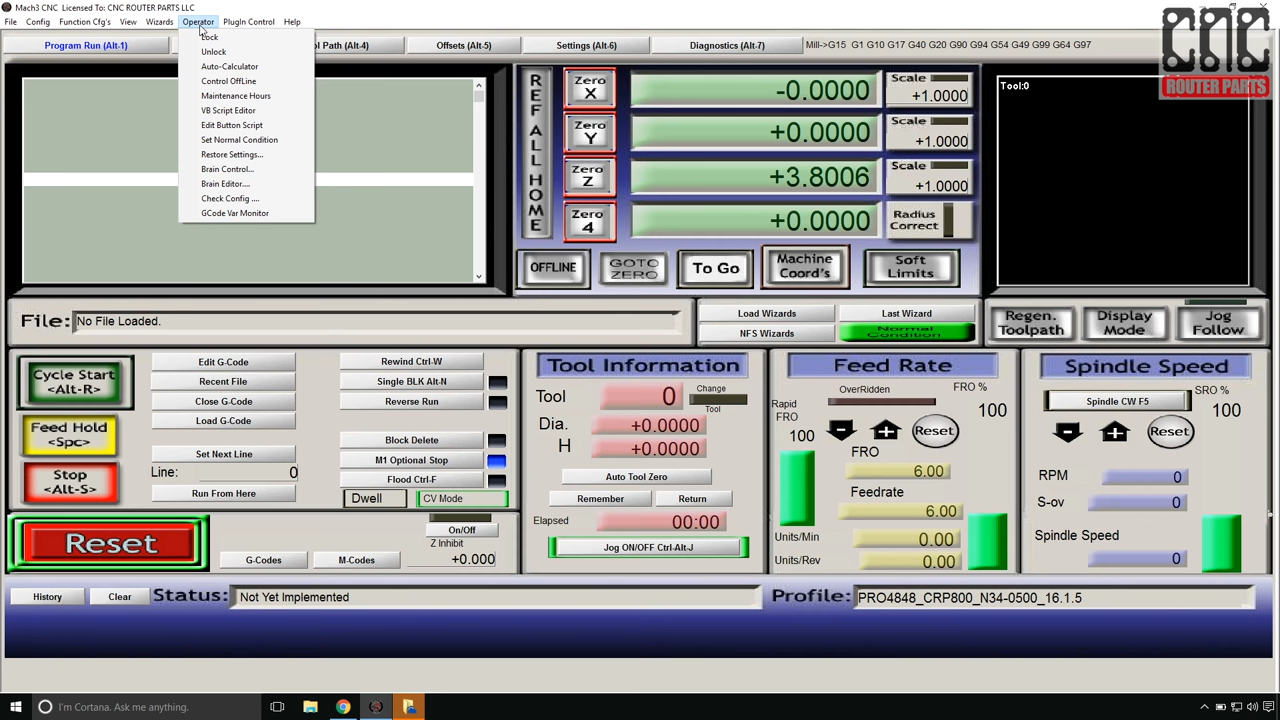 Mach3 CNC Licensed To: CNC ROUTER PARTS LLC
File Config Function Cfg's View Wizards Operator PlugIn Control Help
Program Run (Alt-1)
l Path (Alt-4)
Offsets (Alt-5)
Settings (Alt-6)
Diagnostics (Alt-7)
Mill->G15 G1 G10 G17 G40 G20 G90 G94 G54 G49 G99 G64 G97
CNC
ROUTER PARTS
Lock
Unlock
Auto-Calculator
Control OffLine
Maintenance Hours
VB Script Editor
Edit Button Script
Set Normal Condition
Restore Settings...
Brain Control...
Brain Editor....
Check Config ....
GCode Var Monitor
REF ALL HOME
Zero X
-0.0000
Scale
+1.0000
Zero Y
+0.0000
Scale
+1.0000
Zero Z
+3.8006
Scale
+1.0000
Zero 4
+0.0000
Radius Correct
OFFLINE
GOTO ZERO
To Go
Machine Coord's
Soft Limits
Tool:0
File:
No File Loaded.
Load Wizards
Last Wizard
NFS Wizards
Normal Condition
Regen. Toolpath
Display Mode
Jog Follow
Cycle Start <Alt-R>
Feed Hold <Spc>
Stop <Alt-S>
Edit G-Code
Recent File
Close G-Code
Load G-Code
Set Next Line
Line: 0
Run From Here
Rewind Ctrl-W
Single BLK Alt-N
Reverse Run
Block Delete
M1 Optional Stop
Flood Ctrl-F
Dwell
CV Mode
Reset
G-Codes
M-Codes
On/Off
Z Inhibit
+0.000
Tool Information
Tool 0
Change
Tool
Dia. +0.0000
H +0.0000
Auto Tool Zero
Remember
Return
Elapsed 00:00
Jog ON/OFF Ctrl-Alt-J
Feed Rate
OverRidden
FRO %
100
Rapid
FRO
100
Reset
FRO
6.00
Feedrate
6.00
Units/Min 0.00
Units/Rev 0.00
Spindle Speed
Spindle CW F5
SRO %
100
Reset
RPM 0
S-ov 0
Spindle Speed
0
History
Clear
Status: Not Yet Implemented
Profile: PRO4848_CRP800_N34-0500_16.1.5
I'm Cortana. Ask me anything.